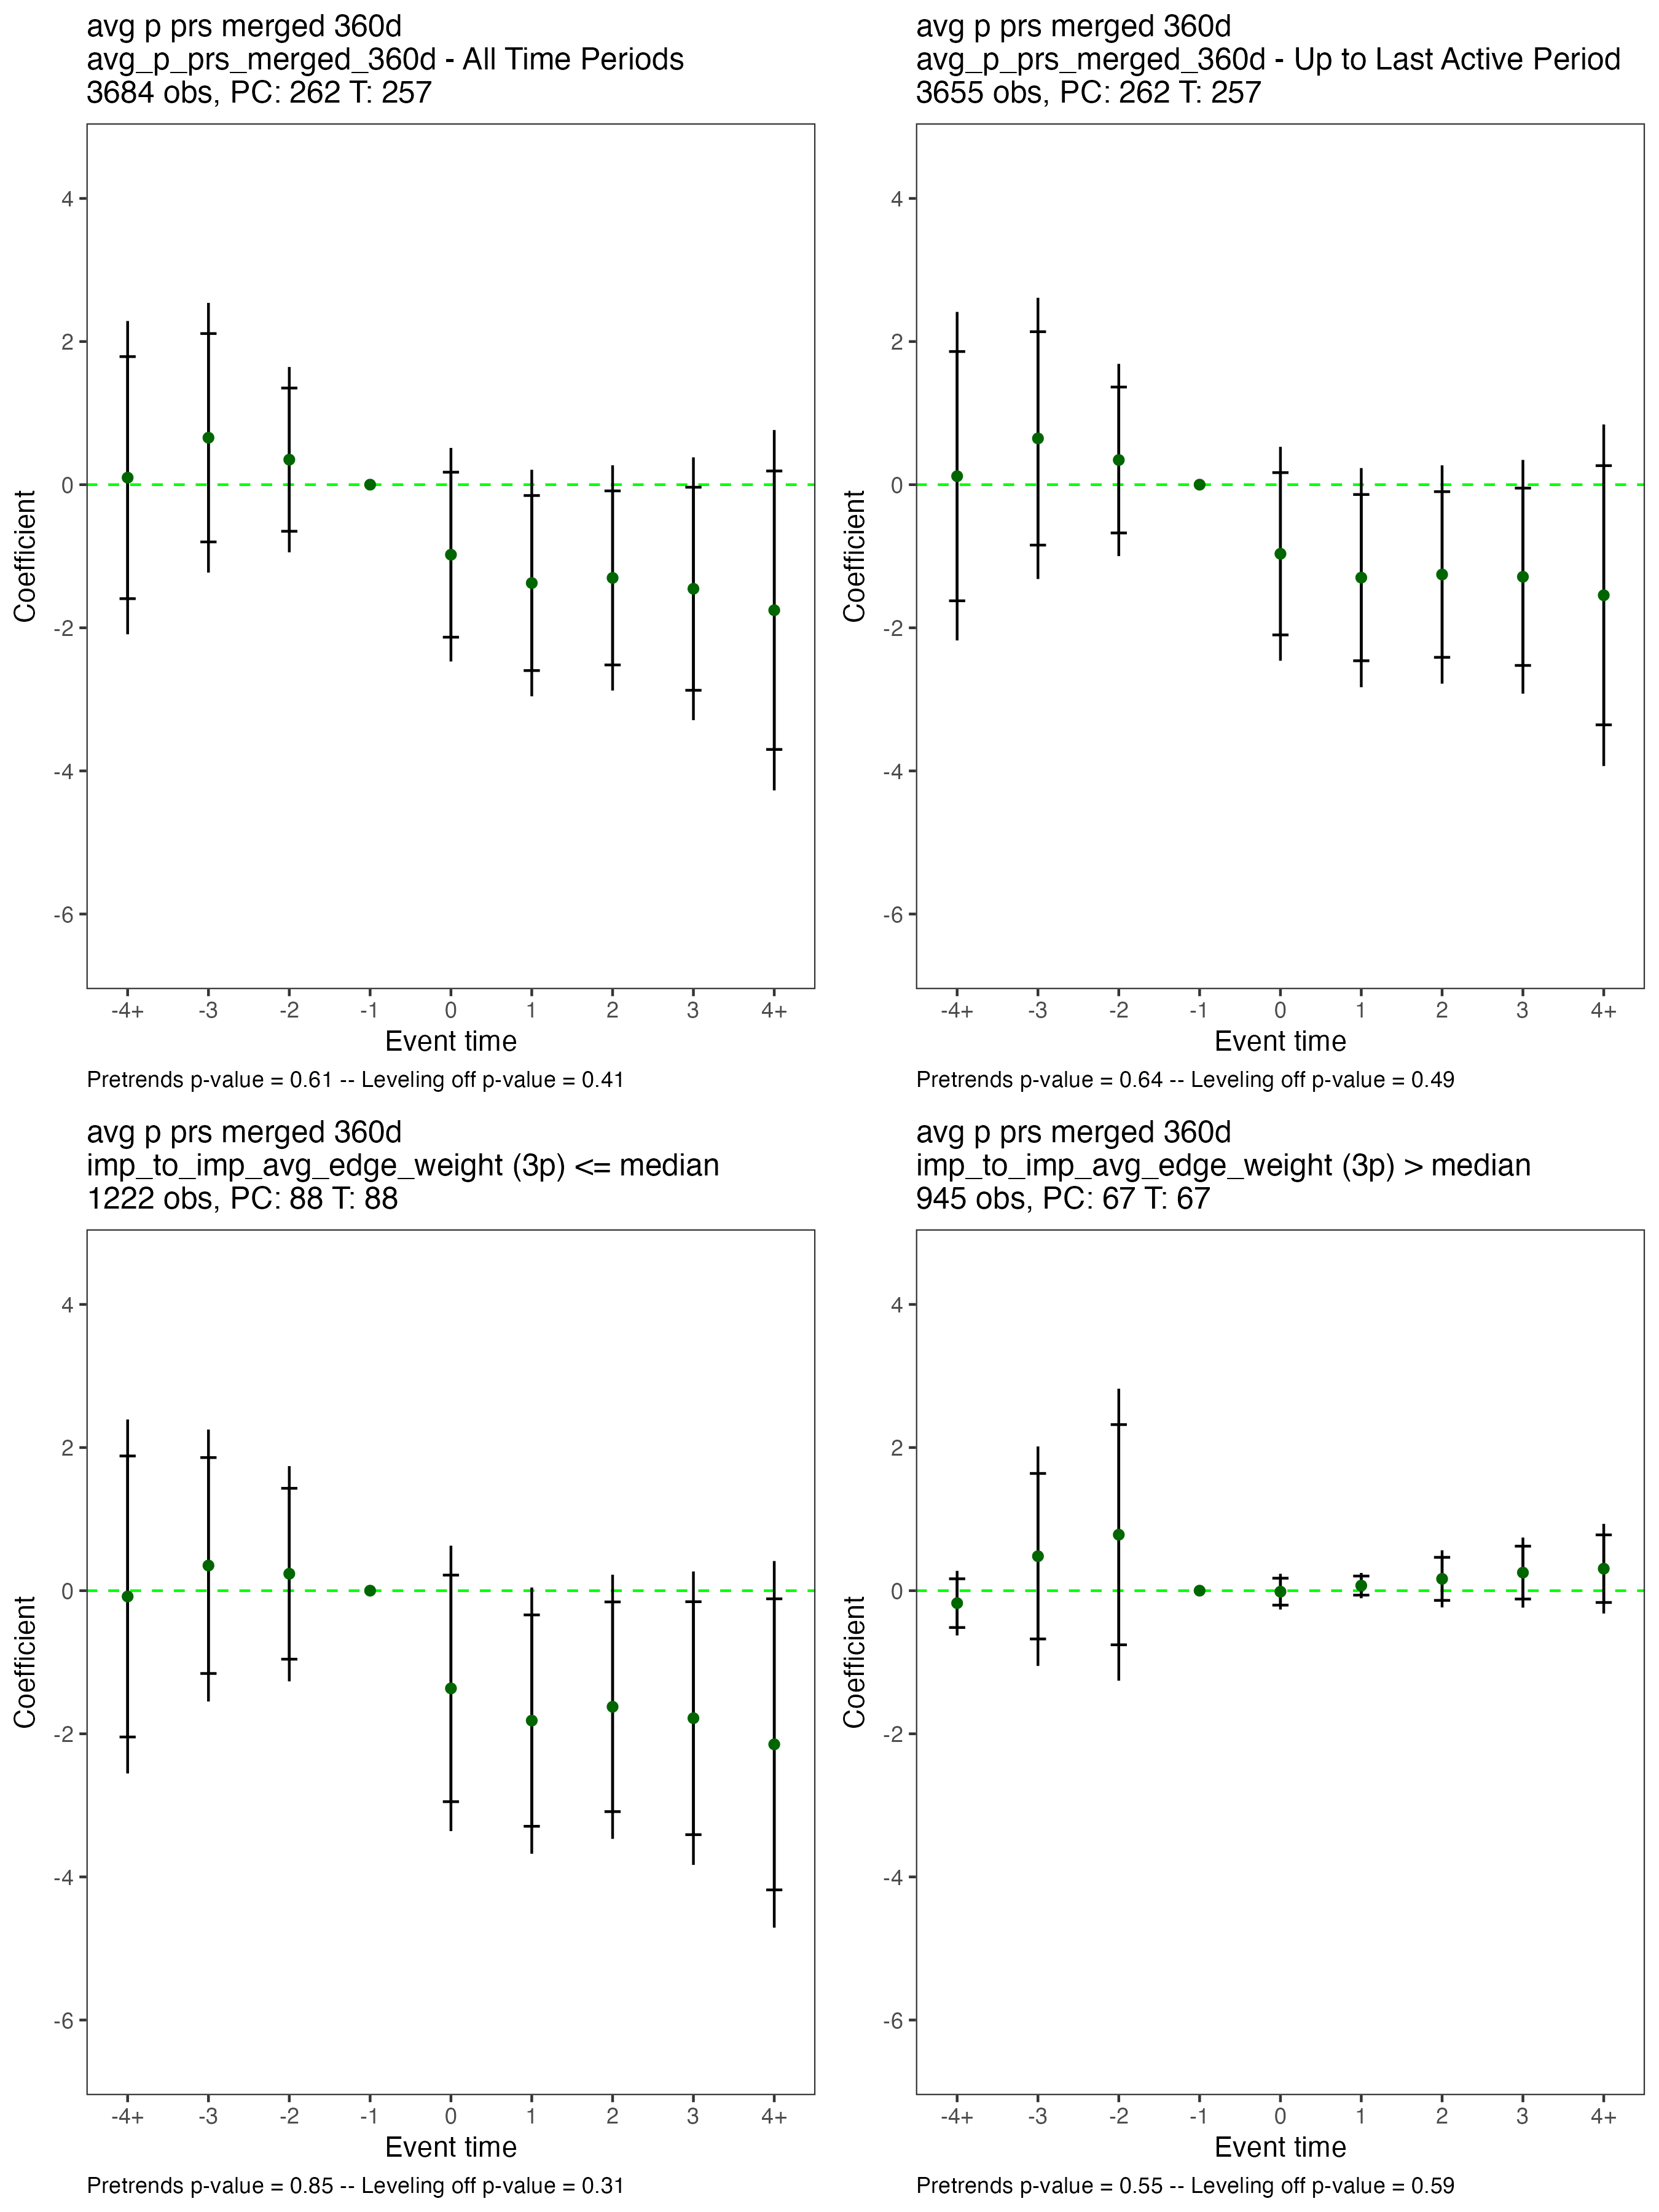 avg p prs merged 360d
avg_p_prs_merged_360d - All Time Periods
3684 obs, PC: 262 T: 257
4
2
0
-2
-4
-6
Coefficient
-4+ -3 -2 -1 0 1 2 3 4+
Event time
Pretrends p-value = 0.61 -- Leveling off p-value = 0.41
avg p prs merged 360d
avg_p_prs_merged_360d - Up to Last Active Period
3655 obs, PC: 262 T: 257
4
2
0
-2
-4
-6
Coefficient
-4+ -3 -2 -1 0 1 2 3 4+
Event time
Pretrends p-value = 0.64 -- Leveling off p-value = 0.49
avg p prs merged 360d
imp_to_imp_avg_edge_weight (3p) <= median
1222 obs, PC: 88 T: 88
4
2
0
-2
-4
-6
Coefficient
-4+ -3 -2 -1 0 1 2 3 4+
Event time
Pretrends p-value = 0.85 -- Leveling off p-value = 0.31
avg p prs merged 360d
imp_to_imp_avg_edge_weight (3p) > median
945 obs, PC: 67 T: 67
4
2
0
-2
-4
-6
Coefficient
-4+ -3 -2 -1 0 1 2 3 4+
Event time
Pretrends p-value = 0.55 -- Leveling off p-value = 0.59